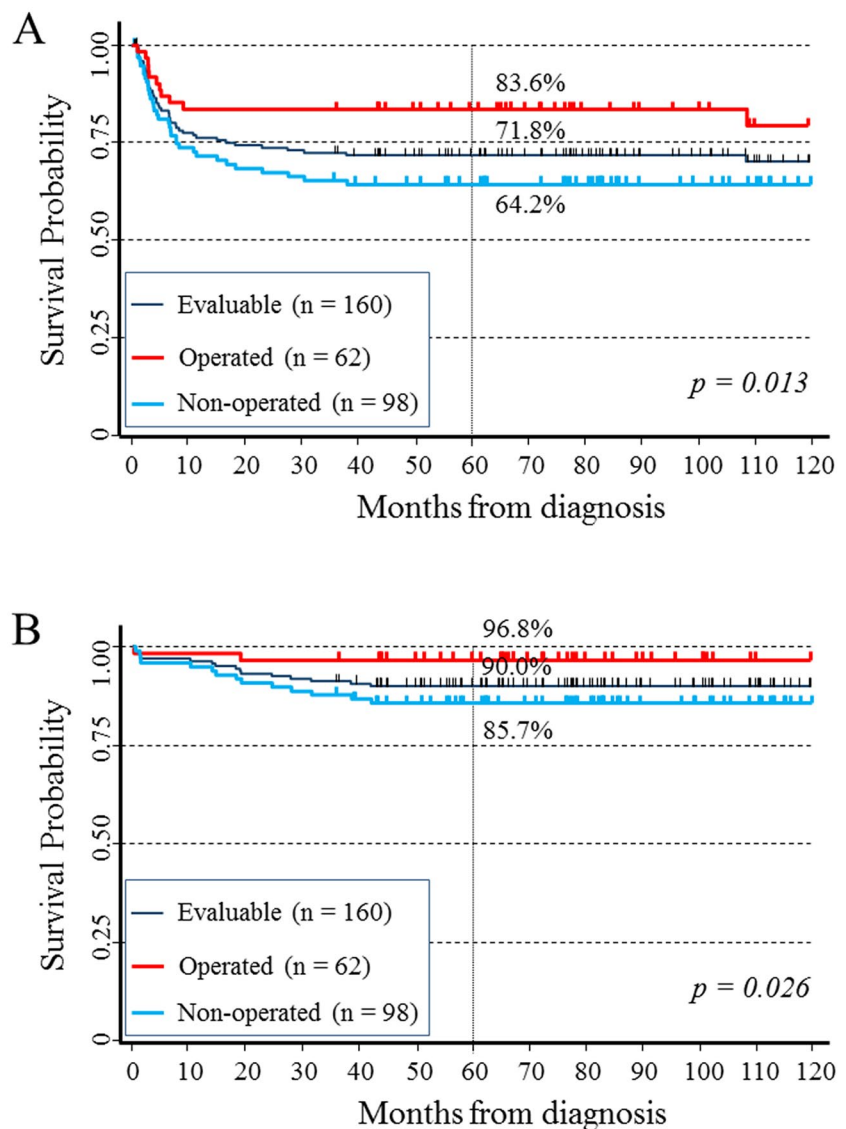 A
Survival Probability
1.00
0.75
0.50
0.25
0
83.6%
71.8%
64.2%
Evaluable (n = 160)
Operated (n = 62)
Non-operated (n = 98)
p = 0.013
0 10 20 30 40 50 60 70 80 90 100 110 120
Months from diagnosis
B
Survival Probability
1.00
0.75
0.50
0.25
0
96.8%
90.0%
85.7%
Evaluable (n = 160)
Operated (n = 62)
Non-operated (n = 98)
p = 0.026
0 10 20 30 40 50 60 70 80 90 100 110 120
Months from diagnosis